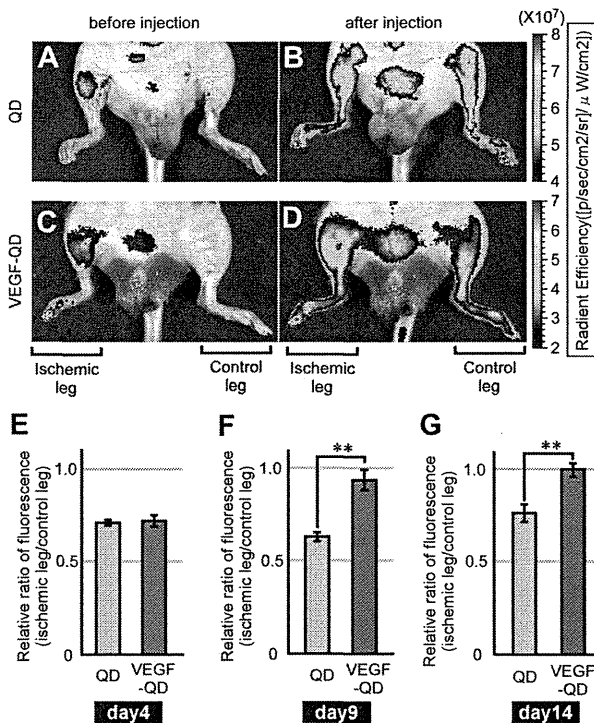 before injection
after injection
(X10⁷)
A
B
QD
8
7
6
5
4
C
D
VEGF-QD
7
6
5
4
3
2
Radient Efficiency([p/sec/cm2/sr]/ μ W/cm2]
Ischemic leg
Control leg
Ischemic leg
Control leg
E
Relative ratio of fluorescence
(ischemic leg/control leg)
1.0
0.5
0
QD
VEGF
-QD
day4
F
**
Relative ratio of fluorescence
(ischemic leg/control leg)
1.0
0.5
0
QD
VEGF
-QD
day9
G
**
Relative ratio of fluorescence
(ischemic leg/control leg)
1.0
0.5
0
QD
VEGF
-QD
day14